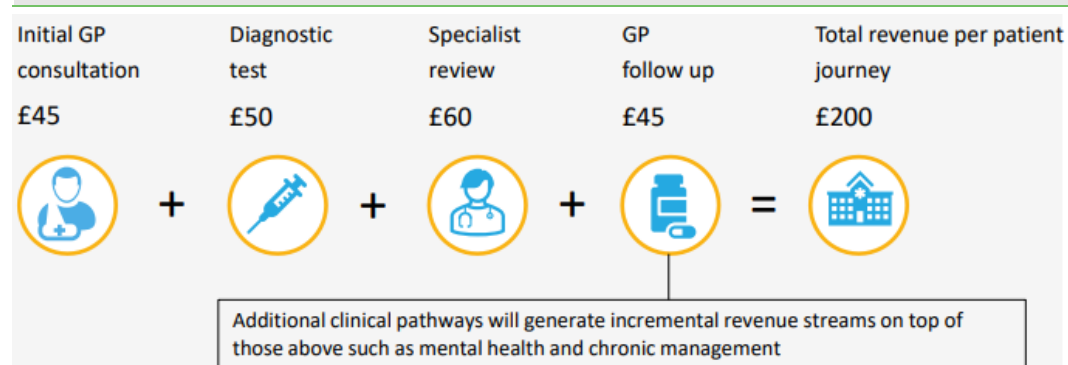 Initial GP
consultation
£45
Diagnostic
test
£50
Specialist
review
£60
GP
follow up
£45
Total revenue per patient
journey
£200
+
+
+
=
Additional clinical pathways will generate incremental revenue streams on top of
those above such as mental health and chronic management